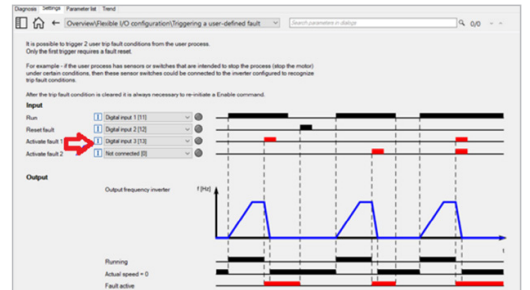 Diagnosis Settings Parameter list Trend
Overview\Flexible I/O configuration\Triggering a user-defined fault
Search parameters in dialogs
0/0
It is possible to trigger 2 user trip fault conditions from the user process.
Only the first trigger requires a fault reset.
For example - if the user process has sensors or switches that are intended to stop the process (stop the motor)
under certain conditions, then these sensor switches could be connected to the inverter configured to recognize
trip fault conditions.
After the trip fault condition is cleared it is always necessary to re-initiate a Enable command.
Input
Run Digital input 1 [11]
Reset fault Digital input 2 [12]
Activate fault 1 Digital input 3 [13]
Activate fault 2 Not connected [0]
Output
Output frequency inverter f [Hz]
t
Running
Actual speed = 0
Fault active